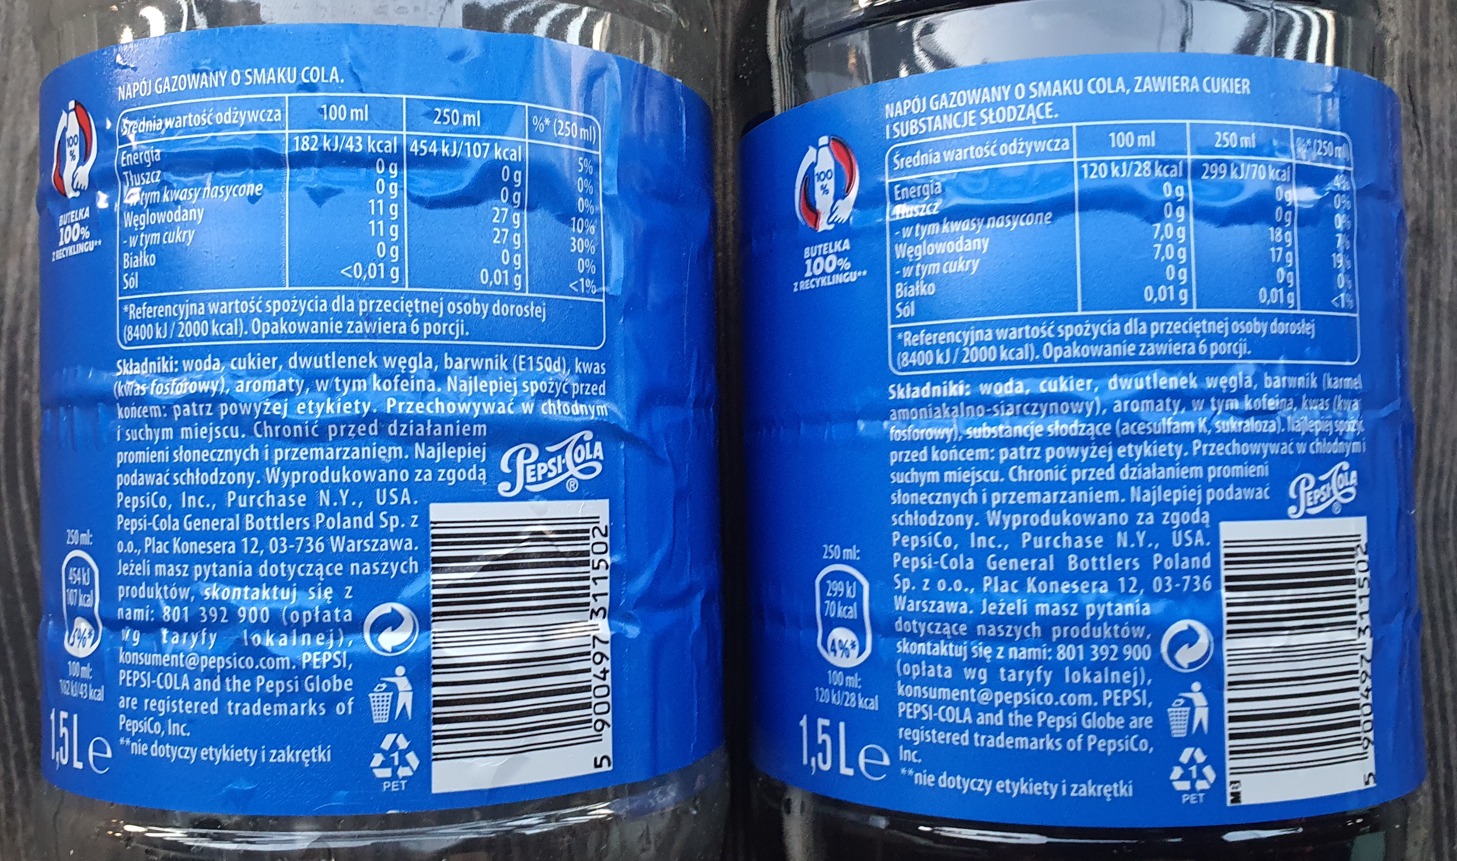 NAPÓJ GAZOWANY O SMAKU COLA.
Średnia wartość odżywcza 100 ml 250 ml %* (250 ml)
Energia 182 kJ/43 kcal 454 kJ/107 kcal 5%
Tłuszcz 0 g 0 g 0%
- w tym kwasy nasycone 0 g 0 g 0%
Węglowodany 11 g 27 g 10%
- w tym cukry 11 g 27 g 30%
Białko 0 g 0 g 0%
Sól <0,01 g 0,01 g <1%
*Referencyjna wartość spożycia dla przeciętnej osoby dorosłej
(8400 kJ / 2000 kcal). Opakowanie zawiera 6 porcji.
100
%
BUTELKA
100%
Z RECYKLINGU**
Składniki: woda, cukier, dwutlenek węgla, barwnik (E150d), kwas
(kwas fosforowy), aromaty, w tym kofeina. Najlepiej spożyć przed
końcem: patrz powyżej etykiety. Przechowywać w chłodnym
i suchym miejscu. Chronić przed działaniem
promieni słonecznych i przemarzaniem. Najlepiej
podawać schłodzony. Wyprodukowano za zgodą
PepsiCo, Inc., Purchase N.Y., USA.
Pepsi-Cola General Bottlers Poland Sp. z
o.o., Plac Konesera 12, 03-736 Warszawa.
Jeżeli masz pytania dotyczące naszych
produktów, skontaktuj się z
nami: 801 392 900 (opłata
wg taryfy lokalnej),
konsument@pepsico.com. PEPSI,
PEPSI-COLA and the Pepsi Globe
are registered trademarks of
PepsiCo, Inc.
**nie dotyczy etykiety i zakrętki
PEPSI-COLA
®
250 ml:
454 kJ
107 kcal
5%*
100 ml:
182 kJ/43 kcal
1,5L e
1
PET
5 900497 311502
NAPÓJ GAZOWANY O SMAKU COLA, ZAWIERA CUKIER
I SUBSTANCJE SŁODZĄCE.
Średnia wartość odżywcza 100 ml 250 ml %* (250 ml)
Energia 120 kJ/28 kcal 299 kJ/70 kcal 4%
Tłuszcz 0 g 0 g 0%
- w tym kwasy nasycone 0 g 0 g 0%
Węglowodany 7,0 g 18 g 7%
- w tym cukry 7,0 g 17 g 19%
Białko 0 g 0 g 0%
Sól 0,01 g 0,01 g <1%
*Referencyjna wartość spożycia dla przeciętnej osoby dorosłej
(8400 kJ / 2000 kcal). Opakowanie zawiera 6 porcji.
100
%
BUTELKA
100%
Z RECYKLINGU**
Składniki: woda, cukier, dwutlenek węgla, barwnik (karmel
amoniakalno-siarczynowy), aromaty, w tym kofeina, kwas (kwas
fosforowy), substancje słodzące (acesulfam K, sukraloza). Najlepiej spożyć
przed końcem: patrz powyżej etykiety. Przechowywać w chłodnym i
suchym miejscu. Chronić przed działaniem promieni
słonecznych i przemarzaniem. Najlepiej podawać
schłodzony. Wyprodukowano za zgodą
PepsiCo, Inc., Purchase N.Y., USA.
Pepsi-Cola General Bottlers Poland
Sp. z o.o., Plac Konesera 12, 03-736
Warszawa. Jeżeli masz pytania
dotyczące naszych produktów,
skontaktuj się z nami: 801 392 900
(opłata wg taryfy lokalnej),
konsument@pepsico.com. PEPSI,
PEPSI-COLA and the Pepsi Globe are
registered trademarks of PepsiCo,
Inc.
**nie dotyczy etykiety i zakrętki
PEPSI-COLA
®
250 ml:
299 kJ
70 kcal
4%*
100 ml:
120 kJ/28 kcal
1,5L e
1
PET
MB
5 900497 311502